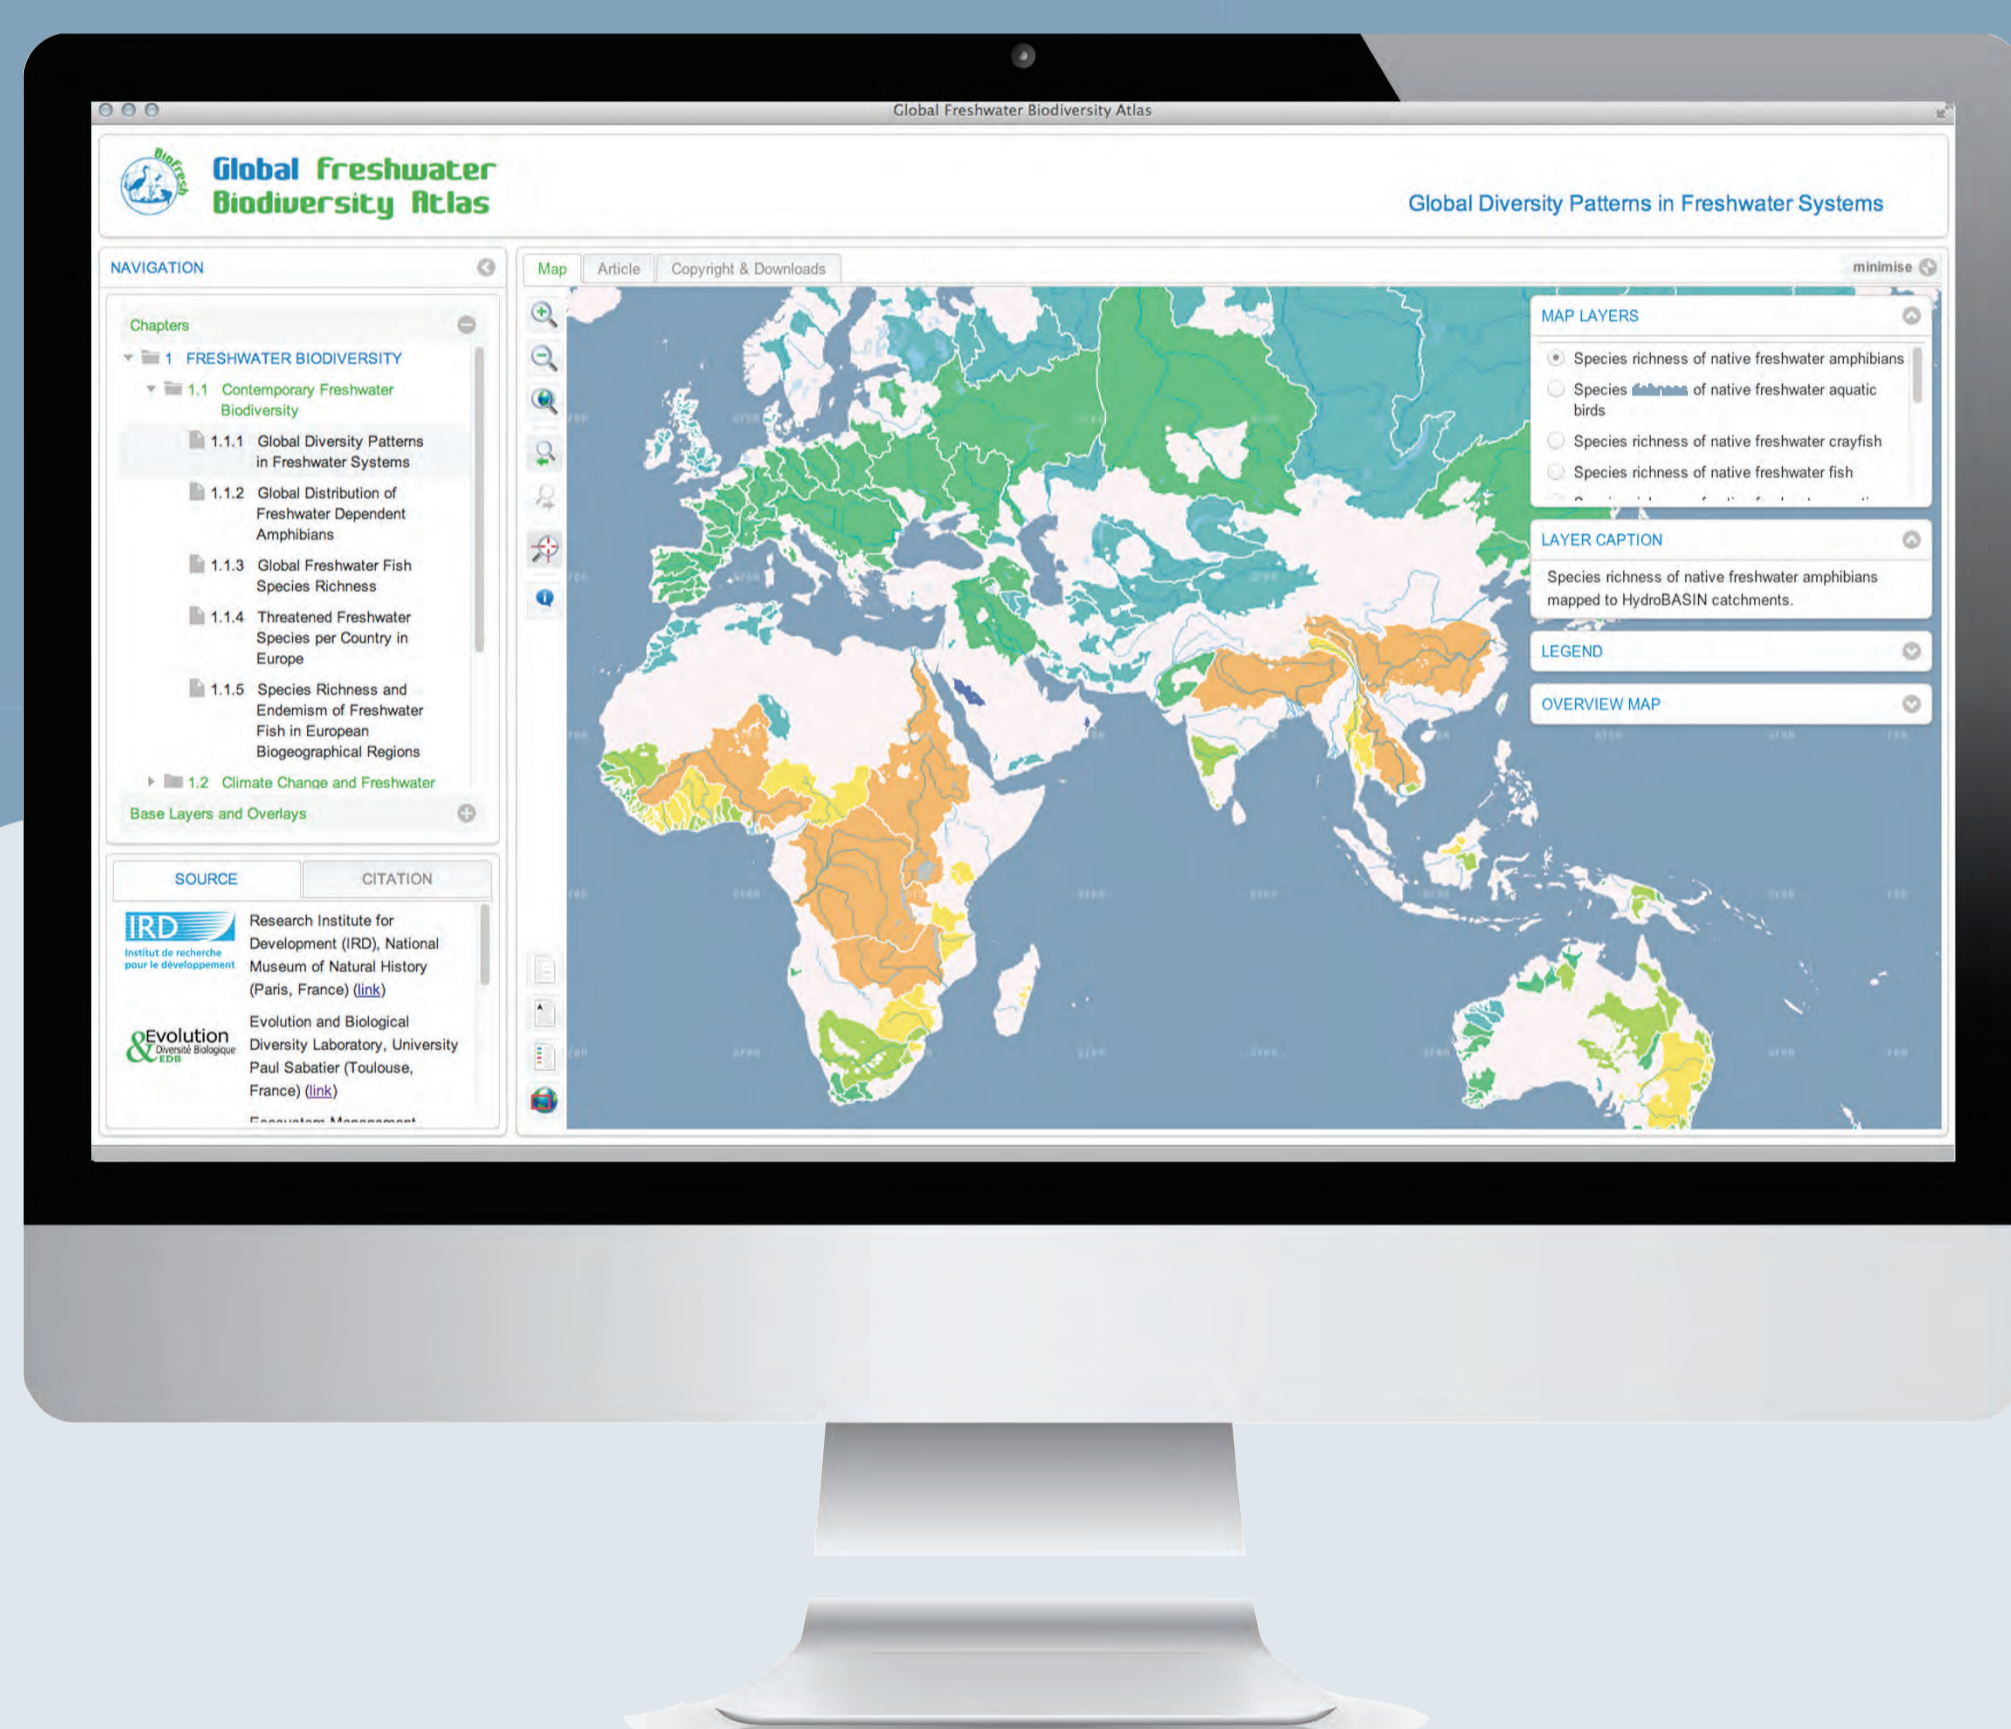 Global Freshwater Biodiversity Atlas
BioFresh
Global Freshwater
Biodiversity Atlas
Global Diversity Patterns in Freshwater Systems
NAVIGATION
Chapters
1 FRESHWATER BIODIVERSITY
1.1 Contemporary Freshwater
Biodiversity
1.1.1 Global Diversity Patterns
in Freshwater Systems
1.1.2 Global Distribution of
Freshwater Dependent
Amphibians
1.1.3 Global Freshwater Fish
Species Richness
1.1.4 Threatened Freshwater
Species per Country in
Europe
1.1.5 Species Richness and
Endemism of Freshwater
Fish in European
Biogeographical Regions
1.2 Climate Change and Freshwater
Base Layers and Overlays
SOURCE
CITATION
IRD
Institut de recherche
pour le développement
Research Institute for
Development (IRD), National
Museum of Natural History
(Paris, France) (link)
&Evolution
Diversité Biologique
EDB
Evolution and Biological
Diversity Laboratory, University
Paul Sabatier (Toulouse,
France) (link)
Map
Article
Copyright & Downloads
minimise
MAP LAYERS
Species richness of native freshwater amphibians
Species of native freshwater aquatic
birds
Species richness of native freshwater crayfish
Species richness of native freshwater fish
LAYER CAPTION
Species richness of native freshwater amphibians
mapped to HydroBASIN catchments.
LEGEND
OVERVIEW MAP